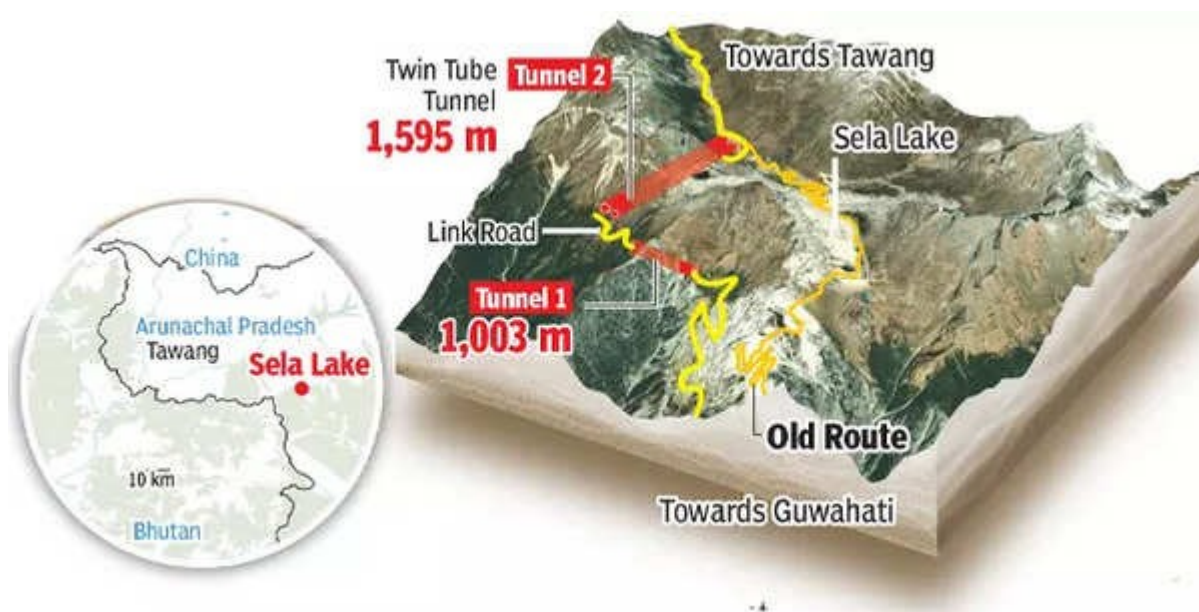 Towards Tawang
Twin Tube
Tunnel
Tunnel 2
1,595 m
Sela Lake
Link Road
Tunnel 1
1,003 m
Old Route
Towards Guwahati
China
Arunachal Pradesh
Tawang
Sela Lake
10 km
Bhutan